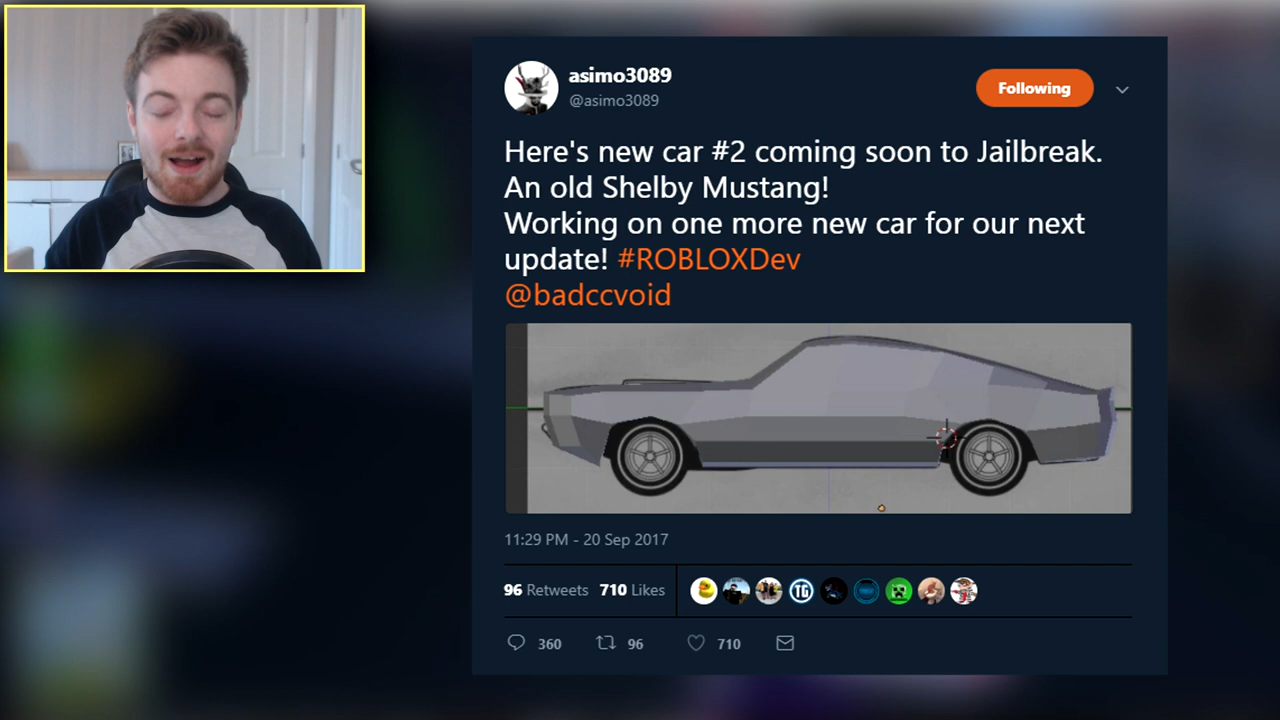 asimo3089
@asimo3089
Following
Here's new car #2 coming soon to Jailbreak.
An old Shelby Mustang!
Working on one more new car for our next
update! #ROBLOXDev
@badccvoid
11:29 PM - 20 Sep 2017
96 Retweets 710 Likes
TG
360 96 710